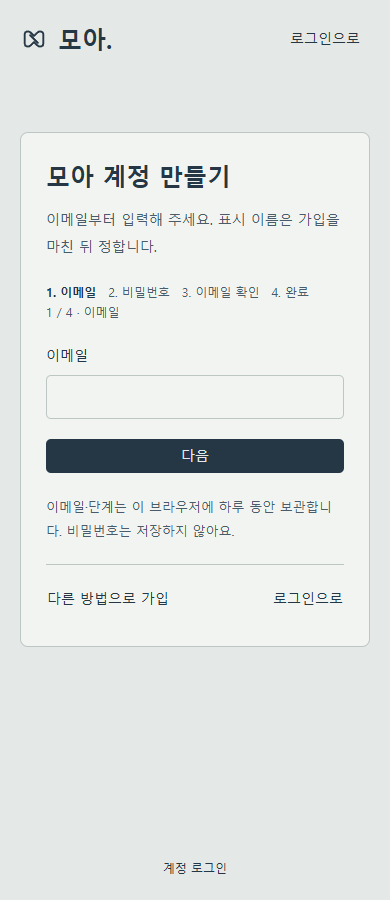 모아.
로그인으로
모아 계정 만들기
이메일부터 입력해 주세요. 표시 이름은 가입을
마친 뒤 정합니다.
1. 이메일 2. 비밀번호 3. 이메일 확인 4. 완료
1 / 4 · 이메일
이메일
다음
이메일·단계는 이 브라우저에 하루 동안 보관합니
다. 비밀번호는 저장하지 않아요.
다른 방법으로 가입 로그인으로
계정 로그인